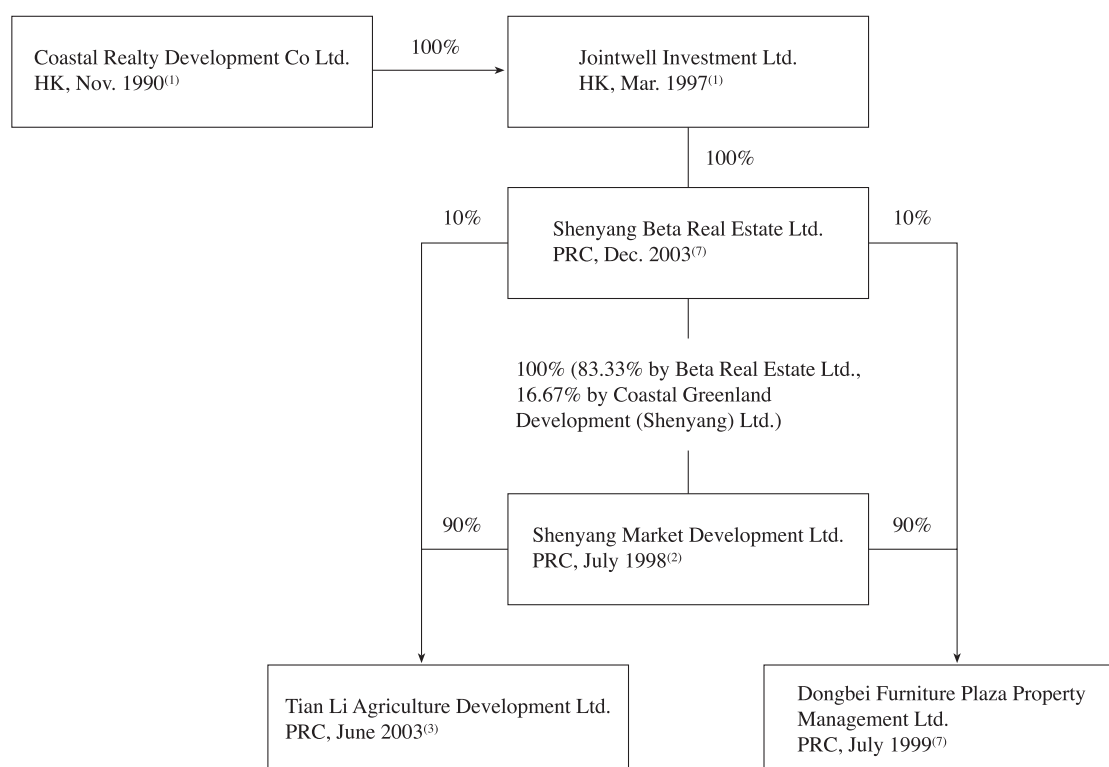 Coastal Realty Development Co Ltd.
HK, Nov. 1990(1)
100%
Jointwell Investment Ltd.
HK, Mar. 1997(1)
100%
10%
Shenyang Beta Real Estate Ltd.
PRC, Dec. 2003(7)
10%
100% (83.33% by Beta Real Estate Ltd.,
16.67% by Coastal Greenland
Development (Shenyang) Ltd.)
90%
Shenyang Market Development Ltd.
PRC, July 1998(2)
90%
Tian Li Agriculture Development Ltd.
PRC, June 2003(3)
Dongbei Furniture Plaza Property
Management Ltd.
PRC, July 1999(7)